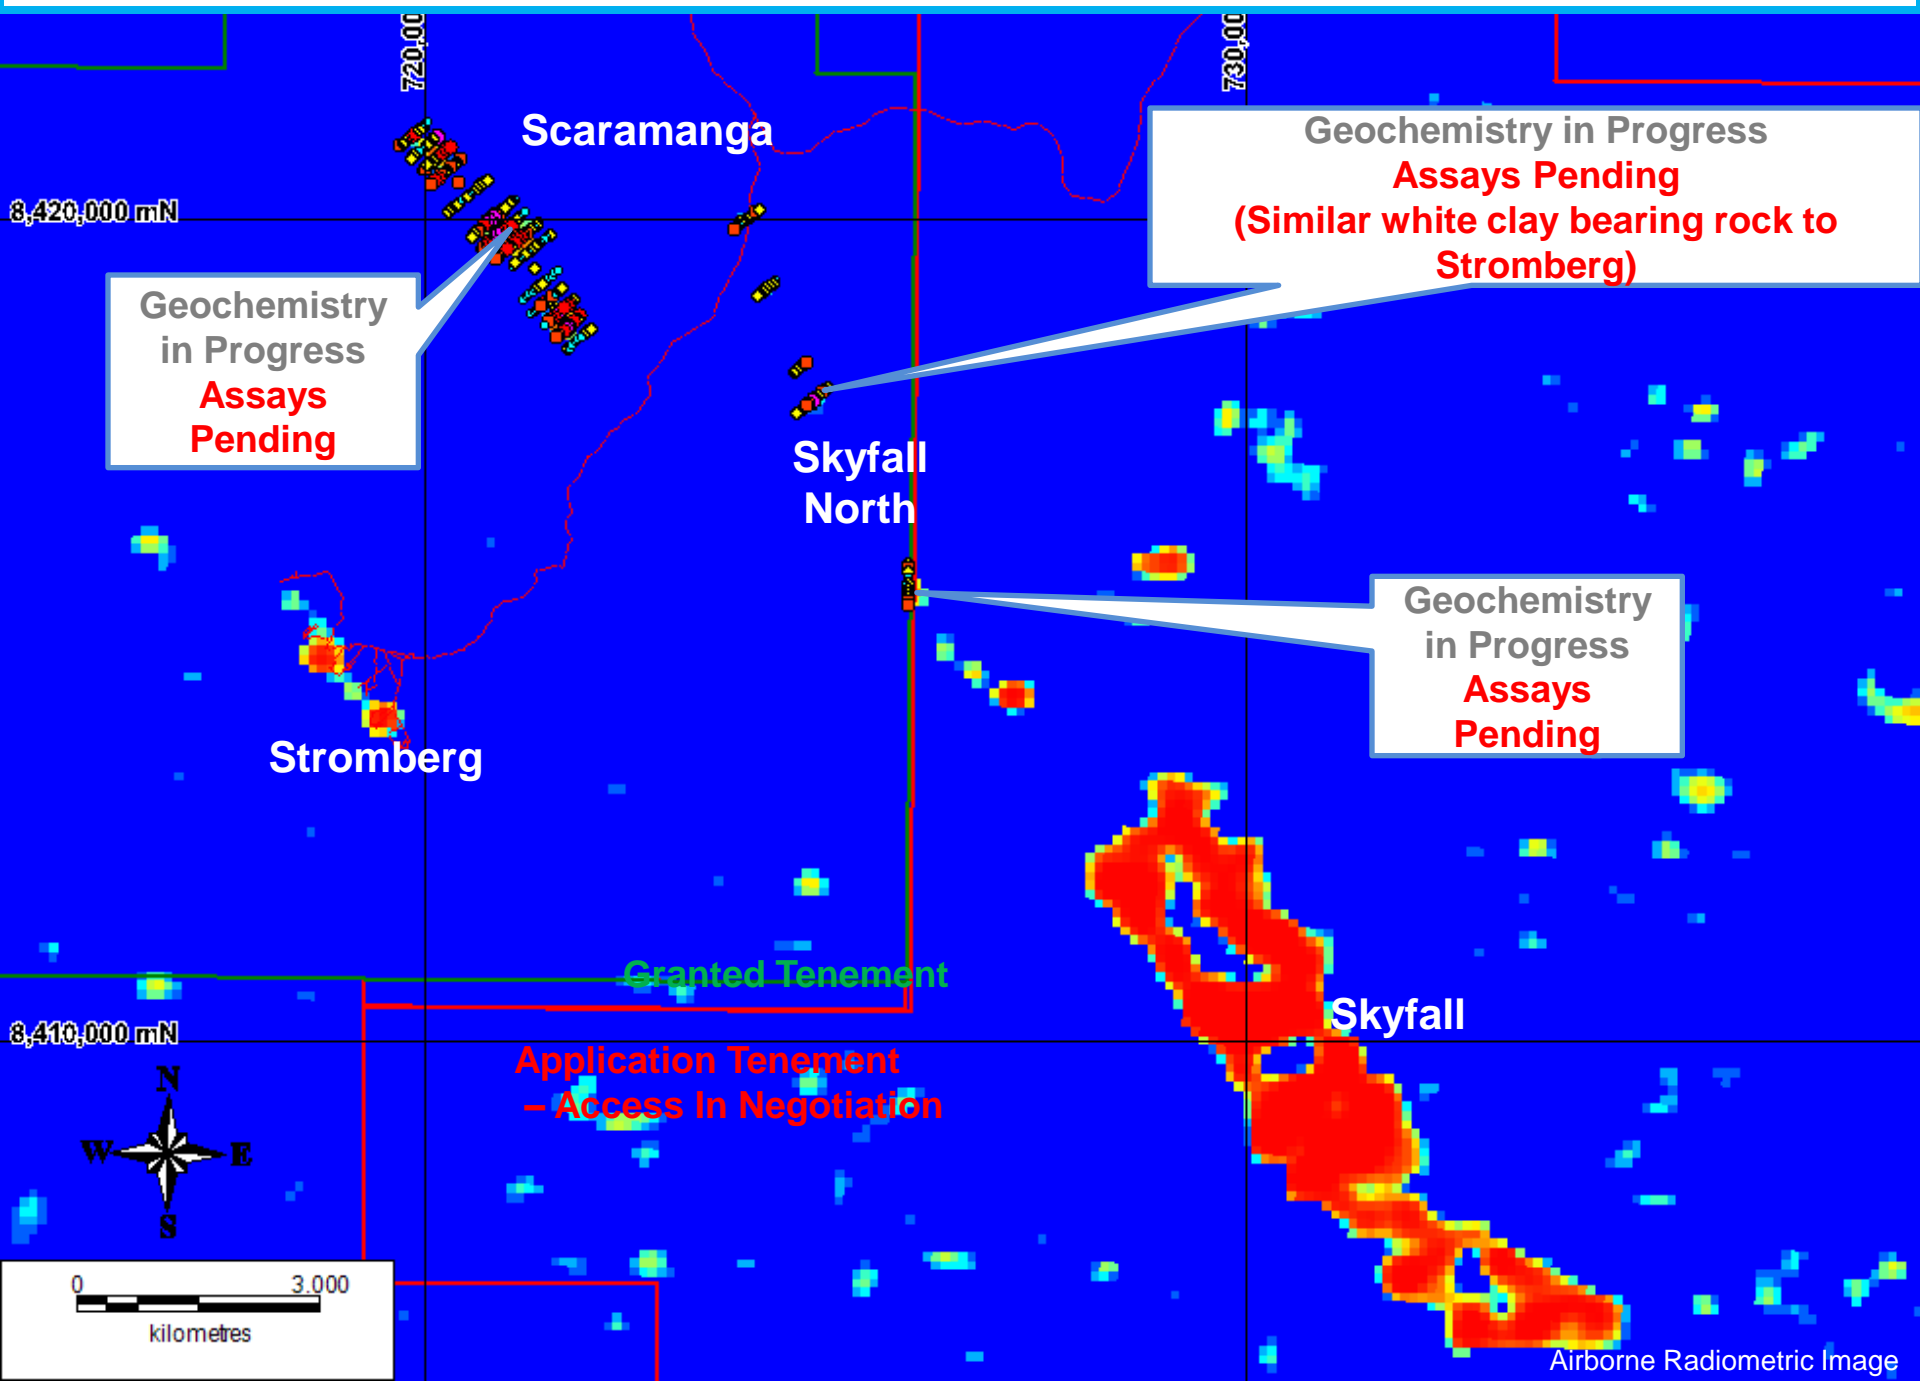 720,00
730,00
Scaramanga
8,420,000 mN
Geochemistry in Progress
Assays Pending
(Similar white clay bearing rock to
Stromberg)
Geochemistry
in Progress
Assays
Pending
Skyfall
North
Geochemistry
in Progress
Assays
Pending
Stromberg
Granted Tenement
Skyfall
8,410,000 mN
Application Tenement
– Access In Negotiation
N
W
E
S
0
3.000
kilometres
Airborne Radiometric Image